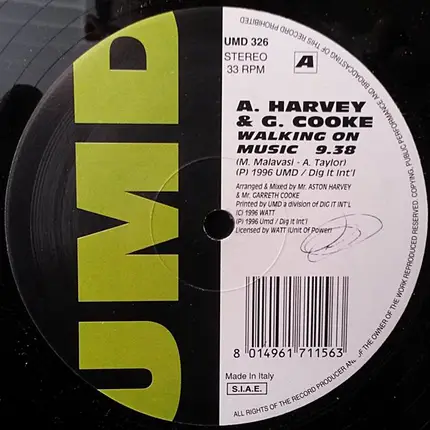 UMD
UMD 326
STEREO
33 RPM
A
A. HARVEY
& G. COOKE
WALKING ON
MUSIC 9.38
(M. Malavasi - A. Taylor)
(P) 1996 UMD / Dig It Int'l
Arranged & Mixed by Mr. ASTON HARVEY
& Mr. GARRETH COOKE
Printed by UMD a division of DIG IT INT'L
(C) 1996 WATT
(P) 1996 Umd / Dig It Int'l
Licensed by WATT (Unit Of Power)
8 014961 711563
Made in Italy
S.I.A.E.
ALL RIGHTS OF THE RECORD PRODUCER AND OF THE OWNER OF THE WORK REPRODUCED RESERVED. COPYING, PUBLIC PERFORMANCE AND BROADCASTING OF THIS RECORD PROHIBITED